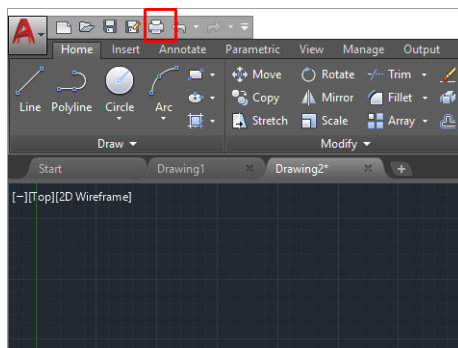 A
Home Insert Annotate Parametric View Manage Output
Line Polyline Circle Arc
Move Rotate Trim
Copy Mirror Fillet
Stretch Scale Array
Draw Modify
Start Drawing1 Drawing2*
[−][Top][2D Wireframe]